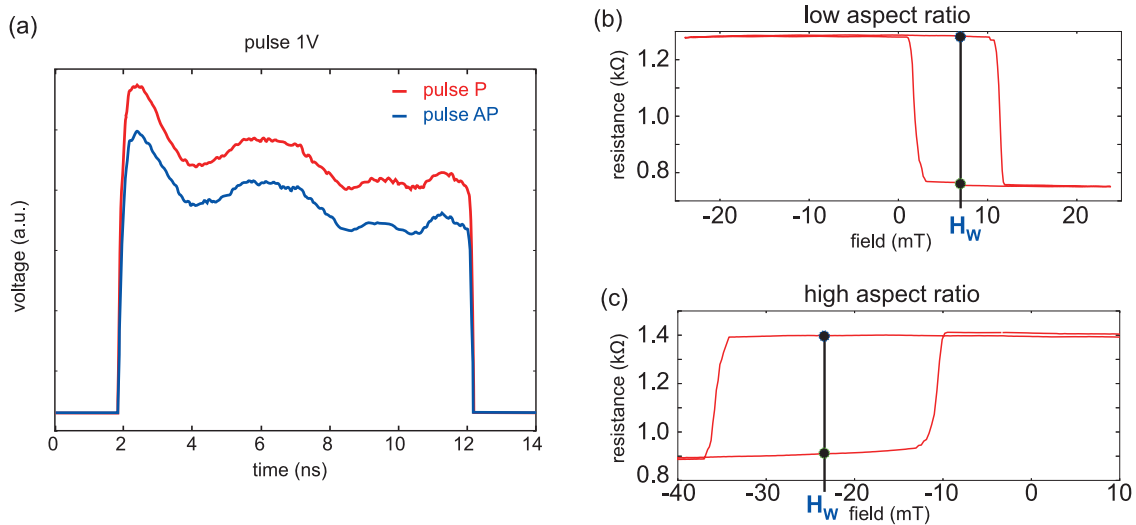 (a)
pulse 1V
pulse P
pulse AP
voltage (a.u.)
0 2 4 6 8 10 12 14
time (ns)
(b)
low aspect ratio
resistance (kΩ)
1.2
1.0
0.8
-20 -10 0 10 20
field (mT)
HW
(c)
high aspect ratio
resistance (kΩ)
1.4
1.2
1.0
0.8
-40 -30 -20 -10 0 10
HW field (mT)